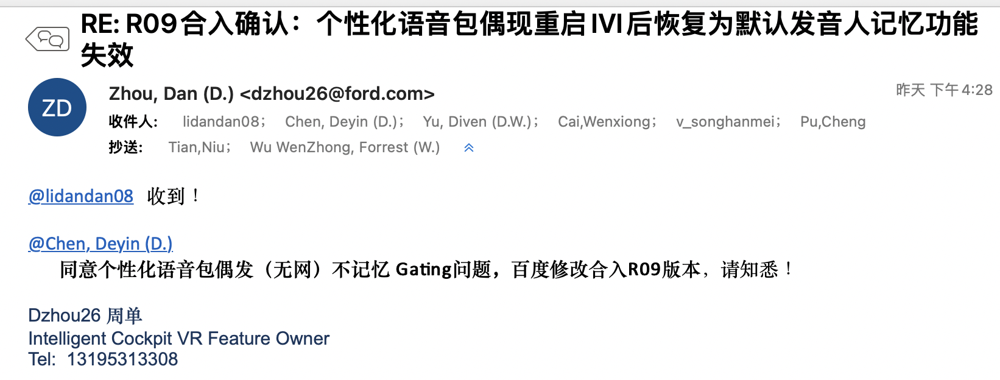 RE: R09合入确认：个性化语音包偶现重启IVI后恢复为默认发音人记忆功能
失效
ZD
Zhou, Dan (D.) <dzhou26@ford.com>
昨天 下午4:28
收件人: lidandan08; Chen, Deyin (D.); Yu, Diven (D.W.); Cai,Wenxiong; v_songhanmei; Pu,Cheng
抄送: Tian,Niu; Wu WenZhong, Forrest (W.)
@lidandan08 收到！
@Chen, Deyin (D.)
同意个性化语音包偶发（无网）不记忆 Gating问题，百度修改合入R09版本，请知悉！
Dzhou26 周单
Intelligent Cockpit VR Feature Owner
Tel: 13195313308